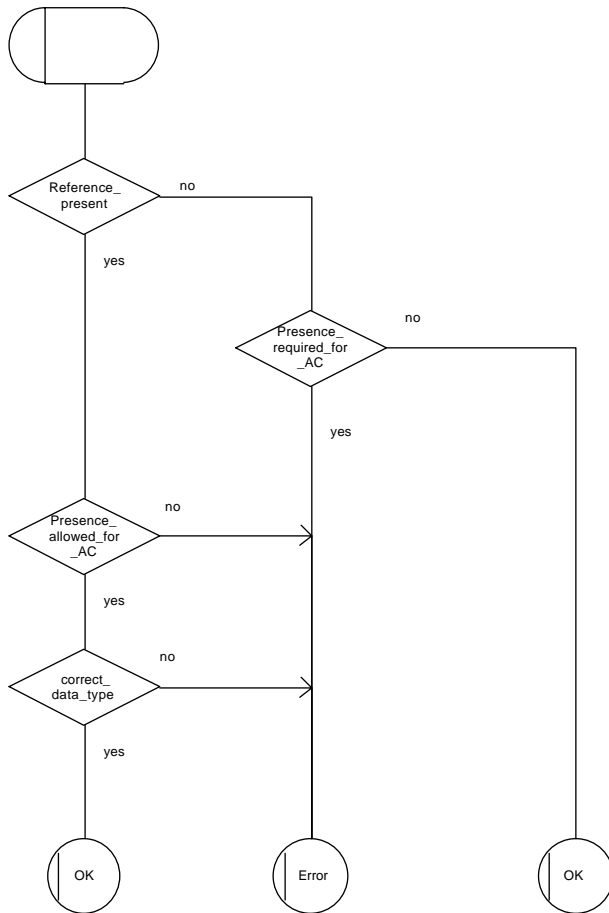 Reference_
present
no
yes
Presence_
required_for
_AC
no
yes
Presence_
allowed_for
_AC
no
yes
correct_
data_type
no
yes
OK
Error
OK